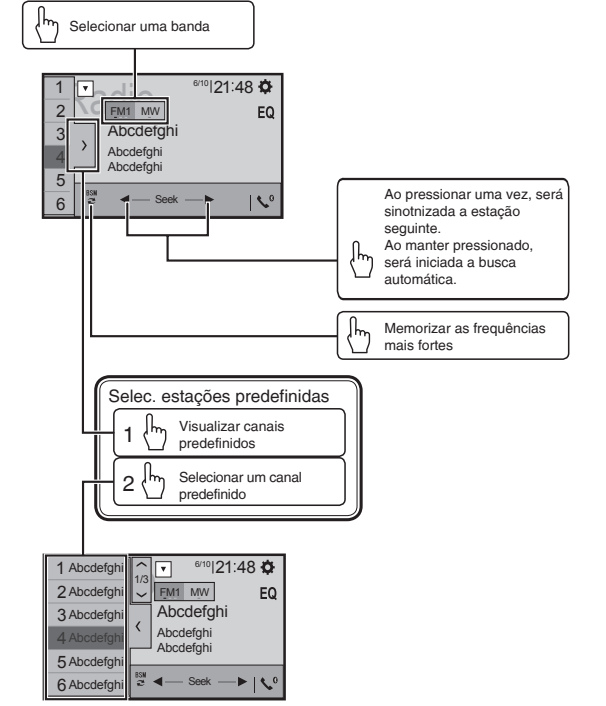 Selecionar uma banda
Radio
6/10 21:48
1
2
3
4
5
6
FM1 MW
EQ
Abcdefghi
Abcdefghi
Abcdefghi
BSM
Seek
Ao pressionar uma vez, será
sinotnizada a estação
seguinte.
Ao manter pressionado,
será iniciada a busca
automática.
Memorizar as frequências
mais fortes
Selec. estações predefinidas
1 Visualizar canais
predefinidos
2 Selecionar um canal
predefinido
1 Abcdefghi
2 Abcdefghi
3 Abcdefghi
4 Abcdefghi
5 Abcdefghi
6 Abcdefghi
1/3
6/10 21:48
FM1 MW
EQ
Abcdefghi
Abcdefghi
Abcdefghi
BSM
Seek